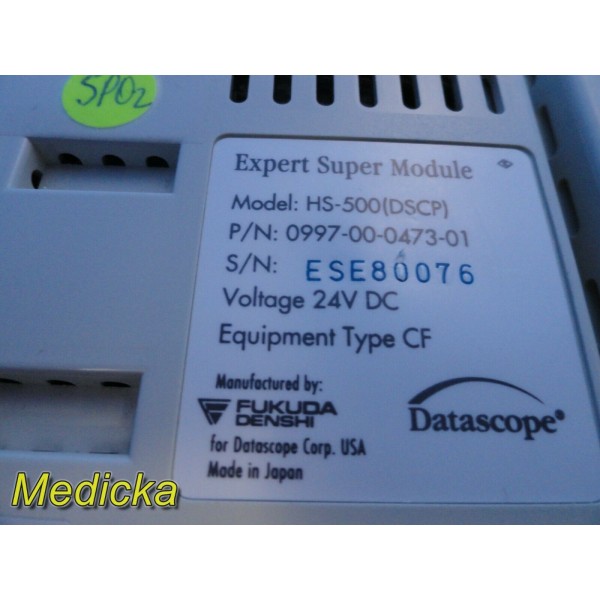 SPO2
Expert Super Module
Model: HS-500(DSCP)
P/N: 0997-00-0473-01
S/N: ESE80076
Voltage 24V DC
Equipment Type CF
Manufactured by:
FUKUDA
DENSHI
for Datascope Corp. USA
Made in Japan
Datascope®
Medicka